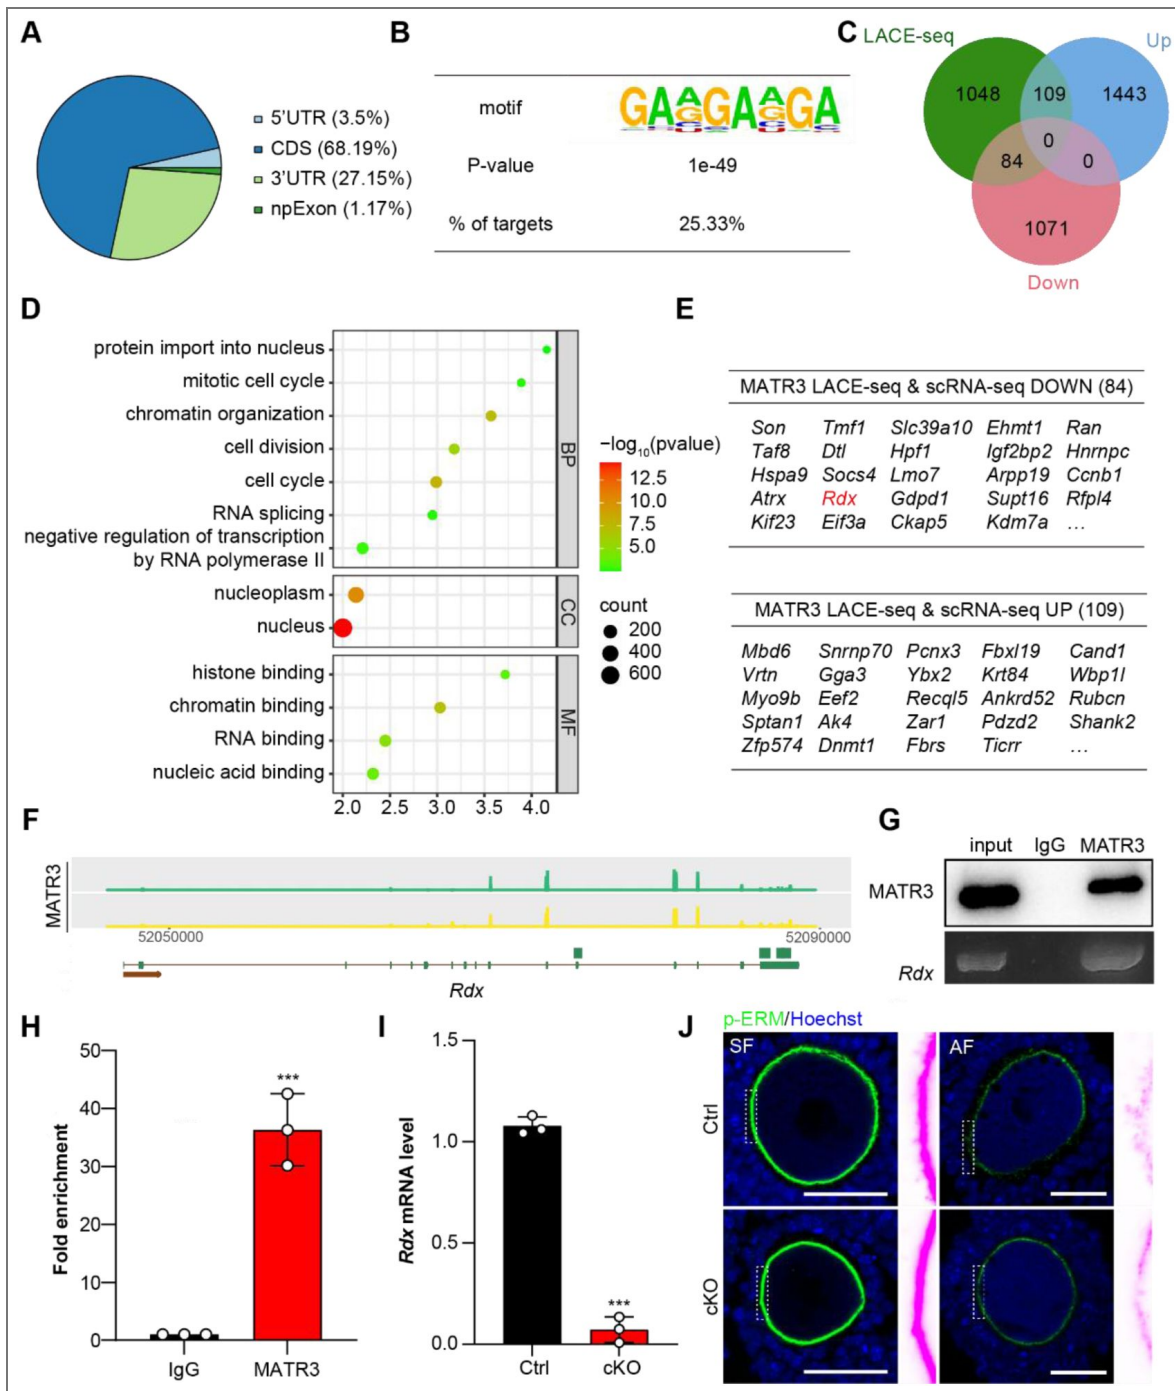 A
5'UTR (3.5%)
CDS (68.19%)
3'UTR (27.15%)
npExon (1.17%)
B
motif
GAAGAAGA
P-value
1e-49
% of targets
25.33%
C
LACE-seq
Up
1048
109
1443
0
84
0
1071
Down
D
protein import into nucleus
mitotic cell cycle
chromatin organization
cell division
cell cycle
RNA splicing
negative regulation of transcription
by RNA polymerase II
nucleoplasm
nucleus
histone binding
chromatin binding
RNA binding
nucleic acid binding
BP
CC
MF
2.0 2.5 3.0 3.5 4.0
−log10(pvalue)
12.5
10.0
7.5
5.0
count
200
400
600
E
MATR3 LACE-seq & scRNA-seq DOWN (84)
Son Tmf1 Slc39a10 Ehmt1 Ran
Taf8 Dtl Hpf1 Igf2bp2 Hnrnpc
Hspa9 Socs4 Lmo7 Arpp19 Ccnb1
Atrx Rdx Gdpd1 Supt16 Rfpl4
Kif23 Eif3a Ckap5 Kdm7a …
MATR3 LACE-seq & scRNA-seq UP (109)
Mbd6 Snrnp70 Pcnx3 Fbxl19 Cand1
Vrtn Gga3 Ybx2 Krt84 Wbp1l
Myo9b Eef2 Recql5 Ankrd52 Rubcn
Sptan1 Ak4 Zar1 Pdzd2 Shank2
Zfp574 Dnmt1 Fbrs Ticrr …
F
MATR3
52050000
52090000
Rdx
G
input IgG MATR3
MATR3
Rdx
H
Fold enrichment
50
40
30
20
10
0
***
IgG MATR3
I
Rdx mRNA level
1.5
1.0
0.5
0.0
***
Ctrl cKO
J
p-ERM/Hoechst
SF
AF
Ctrl
cKO